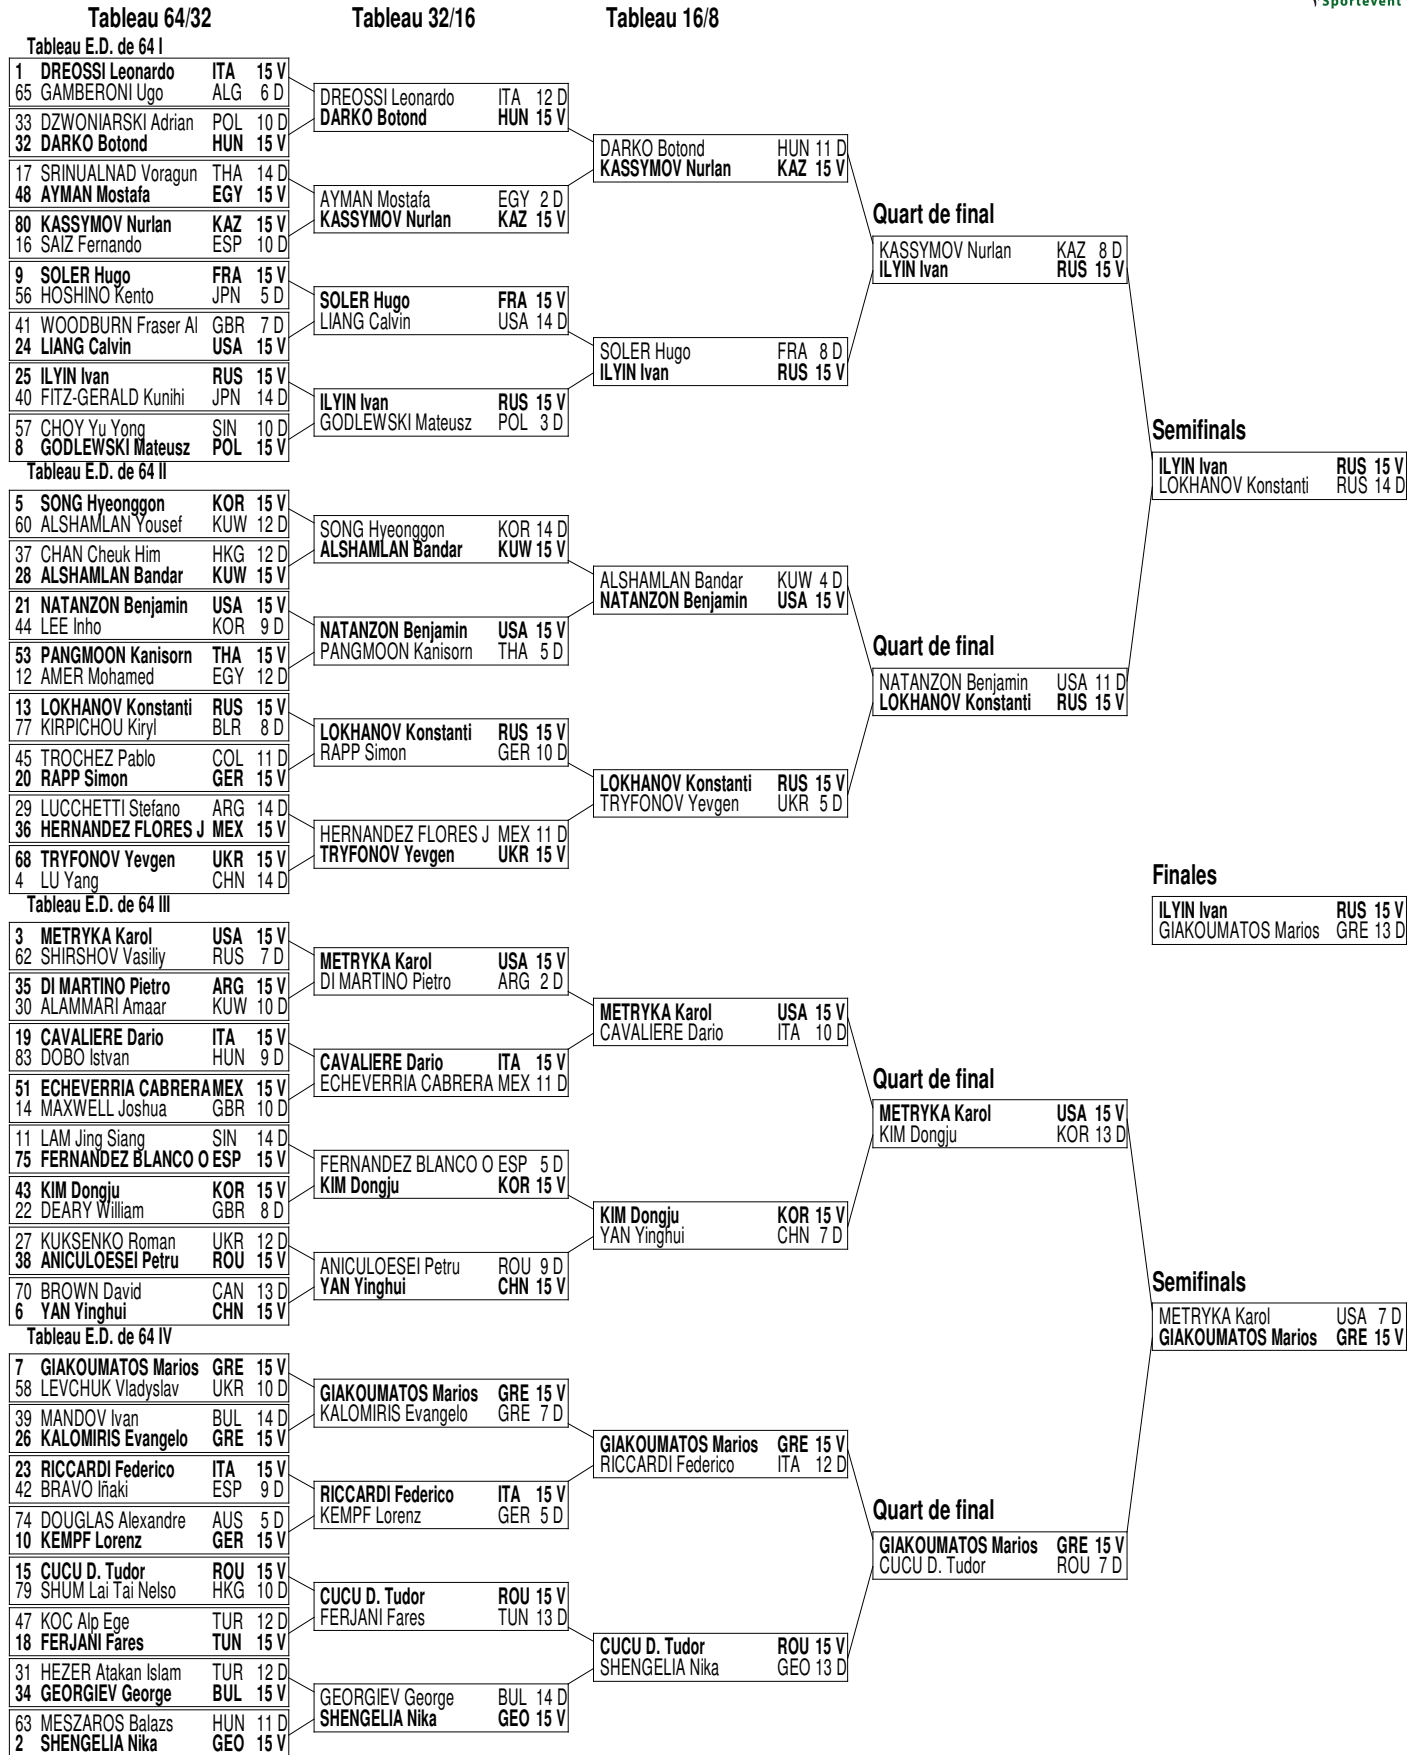 Sportevent
Tableau 64/32 Tableau 32/16 Tableau 16/8
Tableau E.D. de 64 I
1 DREOSSI Leonardo ITA 15 V
65 GAMBERONI Ugo ALG 6 D
33 DZWONIARSKI Adrian POL 10 D
32 DARKO Botond HUN 15 V
17 SRINUALNAD Voragun THA 14 D
48 AYMAN Mostafa EGY 15 V
80 KASSYMOV Nurlan KAZ 15 V
16 SAIZ Fernando ESP 10 D
9 SOLER Hugo FRA 15 V
56 HOSHINO Kento JPN 5 D
41 WOODBURN Fraser Al GBR 7 D
24 LIANG Calvin USA 15 V
25 ILYIN Ivan RUS 15 V
40 FITZ-GERALD Kunihi JPN 14 D
57 CHOY Yu Yong SIN 10 D
8 GODLEWSKI Mateusz POL 15 V
Tableau E.D. de 64 II
5 SONG Hyeonggon KOR 15 V
60 ALSHAMLAN Yousef KUW 12 D
37 CHAN Cheuk Him HKG 12 D
28 ALSHAMLAN Bandar KUW 15 V
21 NATANZON Benjamin USA 15 V
44 LEE Inho KOR 9 D
53 PANGMOON Kanisorn THA 15 V
12 AMER Mohamed EGY 12 D
13 LOKHANOV Konstanti RUS 15 V
77 KIRPICHOU Kiryl BLR 8 D
45 TROCHEZ Pablo COL 11 D
20 RAPP Simon GER 15 V
29 LUCCHETTI Stefano ARG 14 D
36 HERNANDEZ FLORES J MEX 15 V
68 TRYFONOV Yevgen UKR 15 V
4 LU Yang CHN 14 D
Tableau E.D. de 64 III
3 METRYKA Karol USA 15 V
62 SHIRSHOV Vasiliy RUS 7 D
35 DI MARTINO Pietro ARG 15 V
30 ALAMMARI Amaar KUW 10 D
19 CAVALIERE Dario ITA 15 V
83 DOBO Istvan HUN 9 D
51 ECHEVERRIA CABRERA MEX 15 V
14 MAXWELL Joshua GBR 10 D
11 LAM Jing Siang SIN 14 D
75 FERNANDEZ BLANCO O ESP 15 V
43 KIM Dongju KOR 15 V
22 DEARY William GBR 8 D
27 KUKSENKO Roman UKR 12 D
38 ANICULOESEI Petru ROU 15 V
70 BROWN David CAN 13 D
6 YAN Yinghui CHN 15 V
Tableau E.D. de 64 IV
7 GIAKOUMATOS Marios GRE 15 V
58 LEVCHUK Vladyslav UKR 10 D
39 MANDOV Ivan BUL 14 D
26 KALOMIRIS Evangelo GRE 15 V
23 RICCARDI Federico ITA 15 V
42 BRAVO Iñaki ESP 9 D
74 DOUGLAS Alexandre AUS 5 D
10 KEMPF Lorenz GER 15 V
15 CUCU D. Tudor ROU 15 V
79 SHUM Lai Tai Nelso HKG 10 D
47 KOC Alp Ege TUR 12 D
18 FERJANI Fares TUN 15 V
31 HEZER Atakan Islam TUR 12 D
34 GEORGIEV George BUL 15 V
63 MESZAROS Balazs HUN 11 D
2 SHENGELIA Nika GEO 15 V
DREOSSI Leonardo ITA 12 D
DARKO Botond HUN 15 V
AYMAN Mostafa EGY 2 D
KASSYMOV Nurlan KAZ 15 V
SOLER Hugo FRA 15 V
LIANG Calvin USA 14 D
ILYIN Ivan RUS 15 V
GODLEWSKI Mateusz POL 3 D
SONG Hyeonggon KOR 14 D
ALSHAMLAN Bandar KUW 15 V
NATANZON Benjamin USA 15 V
PANGMOON Kanisorn THA 5 D
LOKHANOV Konstanti RUS 15 V
RAPP Simon GER 10 D
HERNANDEZ FLORES J MEX 11 D
TRYFONOV Yevgen UKR 15 V
METRYKA Karol USA 15 V
DI MARTINO Pietro ARG 2 D
CAVALIERE Dario ITA 15 V
ECHEVERRIA CABRERA MEX 11 D
FERNANDEZ BLANCO O ESP 5 D
KIM Dongju KOR 15 V
ANICULOESEI Petru ROU 9 D
YAN Yinghui CHN 15 V
GIAKOUMATOS Marios GRE 15 V
KALOMIRIS Evangelo GRE 7 D
RICCARDI Federico ITA 15 V
KEMPF Lorenz GER 5 D
CUCU D. Tudor ROU 15 V
FERJANI Fares TUN 13 D
GEORGIEV George BUL 14 D
SHENGELIA Nika GEO 15 V
DARKO Botond HUN 11 D
KASSYMOV Nurlan KAZ 15 V
SOLER Hugo FRA 8 D
ILYIN Ivan RUS 15 V
ALSHAMLAN Bandar KUW 4 D
NATANZON Benjamin USA 15 V
LOKHANOV Konstanti RUS 15 V
TRYFONOV Yevgen UKR 5 D
METRYKA Karol USA 15 V
CAVALIERE Dario ITA 10 D
KIM Dongju KOR 15 V
YAN Yinghui CHN 7 D
GIAKOUMATOS Marios GRE 15 V
RICCARDI Federico ITA 12 D
CUCU D. Tudor ROU 15 V
SHENGELIA Nika GEO 13 D
Quart de final
KASSYMOV Nurlan KAZ 8 D
ILYIN Ivan RUS 15 V
Quart de final
NATANZON Benjamin USA 11 D
LOKHANOV Konstanti RUS 15 V
Quart de final
METRYKA Karol USA 15 V
KIM Dongju KOR 13 D
Quart de final
GIAKOUMATOS Marios GRE 15 V
CUCU D. Tudor ROU 7 D
Semifinals
ILYIN Ivan RUS 15 V
LOKHANOV Konstanti RUS 14 D
Finales
ILYIN Ivan RUS 15 V
GIAKOUMATOS Marios GRE 13 D
Semifinals
METRYKA Karol USA 7 D
GIAKOUMATOS Marios GRE 15 V